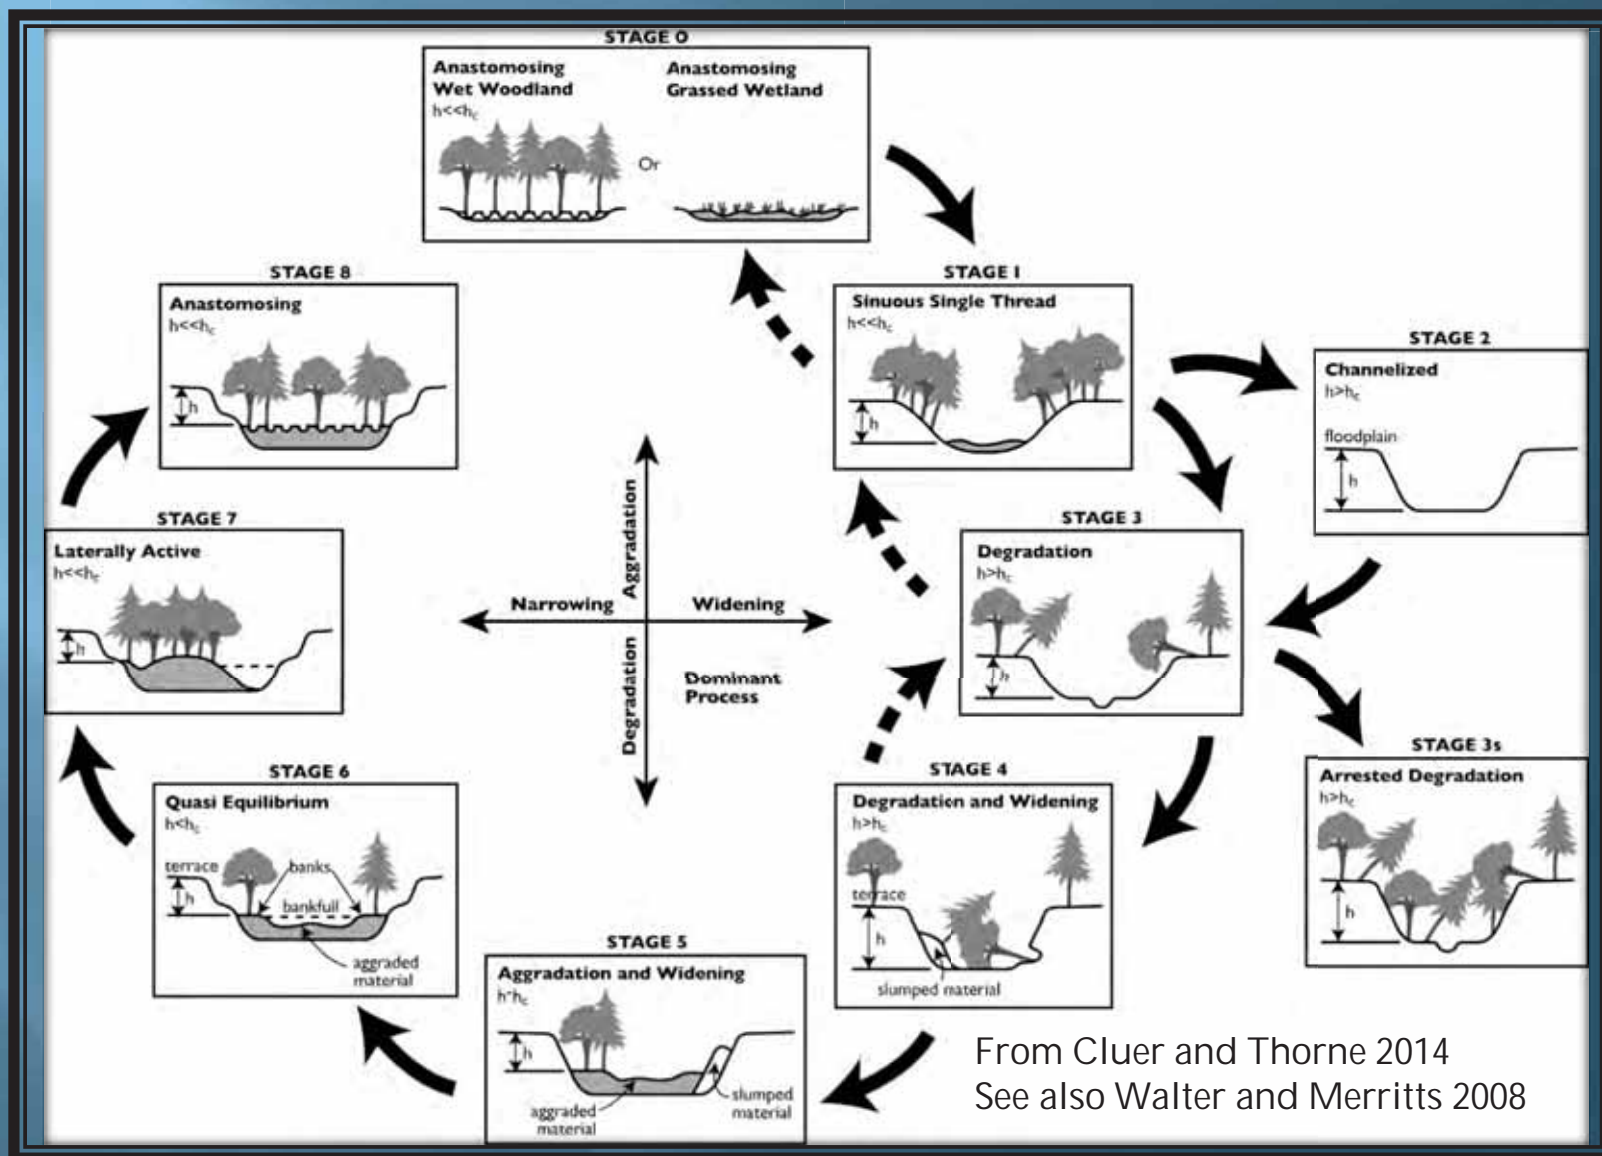 STAGE 0
Anastomosing
Wet Woodland
h<<hc
Anastomosing
Grassed Wetland
Or
STAGE 8
Anastomosing
h<<hc
h
STAGE 1
Sinuous Single Thread
h<<hc
h
STAGE 2
Channelized
h>hc
floodplain
h
STAGE 7
Laterally Active
h<<hc
h
Aggradation
Narrowing
Widening
Degradation
Dominant
Process
STAGE 3
Degradation
h>hc
h
STAGE 3s
Arrested Degradation
h>hc
h
STAGE 6
Quasi Equilibrium
h<hc
terrace
banks
h
bankfull
aggraded
material
STAGE 4
Degradation and Widening
h>hc
terrace
h
slumped material
STAGE 5
Aggradation and Widening
h~hc
h
aggraded
material
slumped
material
From Cluer and Thorne 2014
See also Walter and Merritts 2008